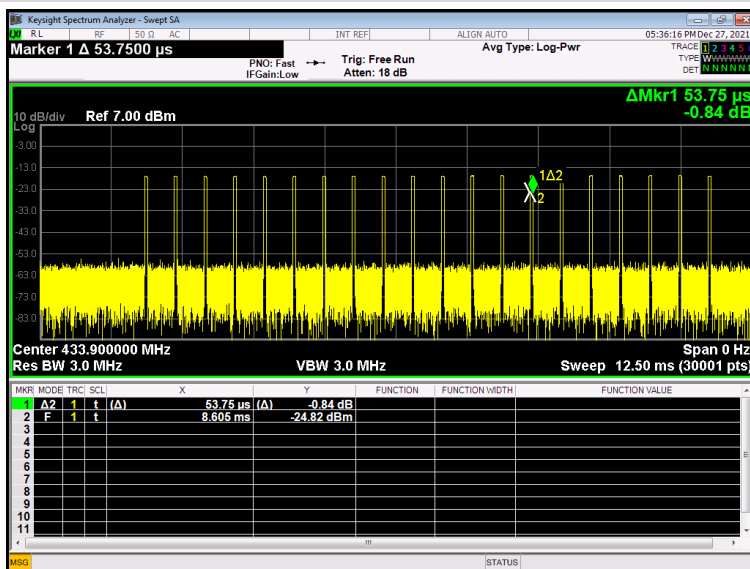 Keysight Spectrum Analyzer - Swept SA
LXI RL RF 50 Ω AC INT REF ALIGN AUTO 05:36:16 PM Dec 27, 2021
Marker 1 Δ 53.7500 µs
PNO: Fast
IFGain:Low
Trig: Free Run
Atten: 18 dB
Avg Type: Log-Pwr
TRACE 1 2 3 4 5
TYPE WWWWWW
DET N N N N N
ΔMkr1 53.75 µs
-0.84 dB
10 dB/div Ref 7.00 dBm
Log
-3.00
-13.0
-23.0
-33.0
-43.0
-53.0
-63.0
-73.0
-83.0
1Δ2
2
Center 433.900000 MHz Span 0 Hz
Res BW 3.0 MHz VBW 3.0 MHz Sweep 12.50 ms (30001 pts)
MKR MODE TRC SCL X Y FUNCTION FUNCTION WIDTH FUNCTION VALUE
1 Δ2 1 t (Δ) 53.75 µs (Δ) -0.84 dB
2 F 1 t 8.605 ms -24.82 dBm
3
4
5
6
7
8
9
10
11
MSG STATUS